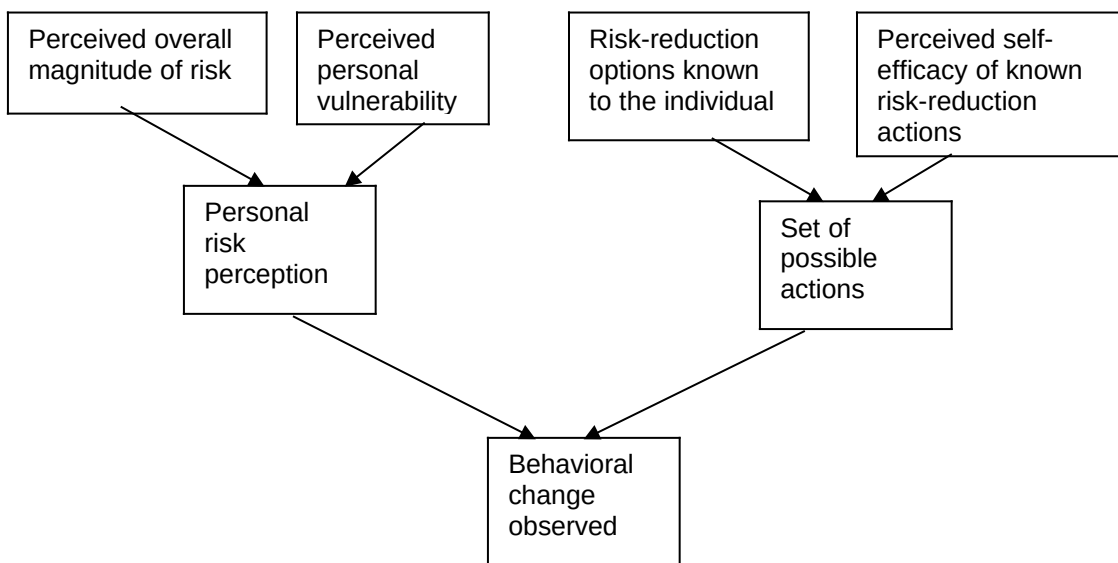 Perceived overall
magnitude of risk
Perceived
personal
vulnerability
Risk-reduction
options known
to the individual
Perceived self-
efficacy of known
risk-reduction
actions
Personal
risk
perception
Set of
possible
actions
Behavioral
change
observed